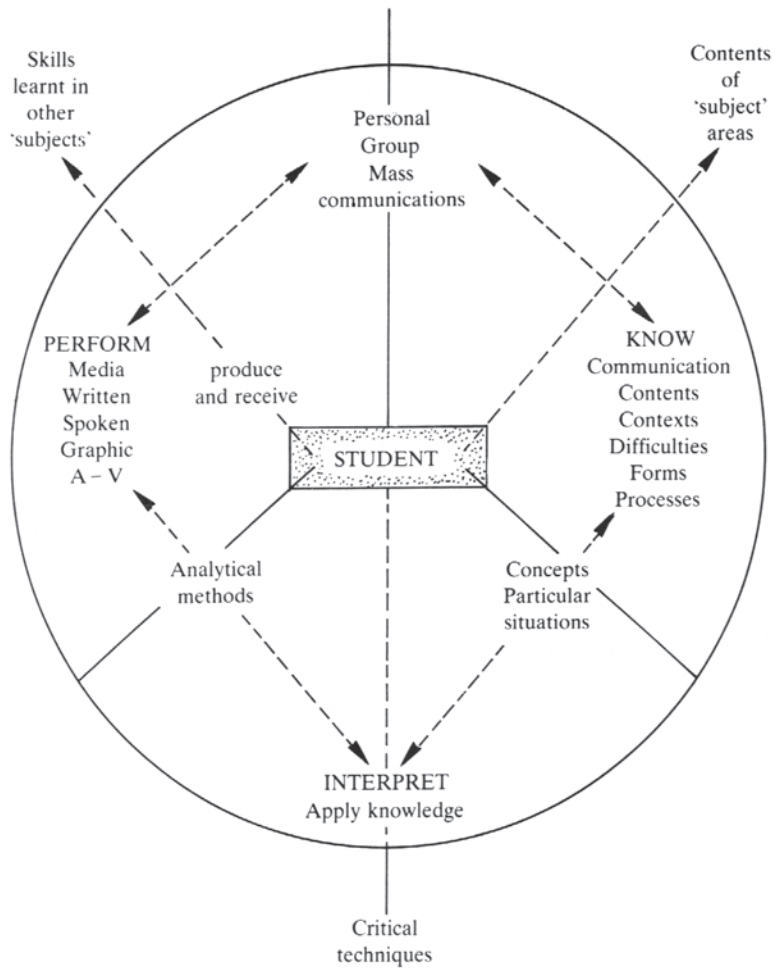 Skills
learnt in
other
‘subjects’
Contents
of
‘subject’
areas
Personal
Group
Mass
communications
PERFORM
Media
Written
Spoken
Graphic
A – V
produce
and receive
KNOW
Communication
Contents
Contexts
Difficulties
Forms
Processes
STUDENT
Analytical
methods
Concepts
Particular
situations
INTERPRET
Apply knowledge
Critical
techniques